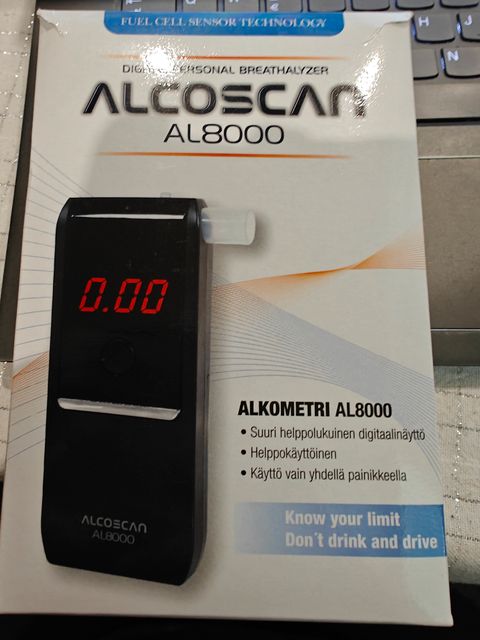 FUEL CELL SENSOR TECHNOLOGY
DIGITAL PERSONAL BREATHALYZER
ALCOSCAN
AL8000
0.00
ALKOMETRI AL8000
• Suuri helppolukuinen digitaalinäyttö
• Helppokäyttöinen
• Käyttö vain yhdellä painikkeella
ALCOSCAN
AL8000
Know your limit
Don´t drink and drive
H J
N